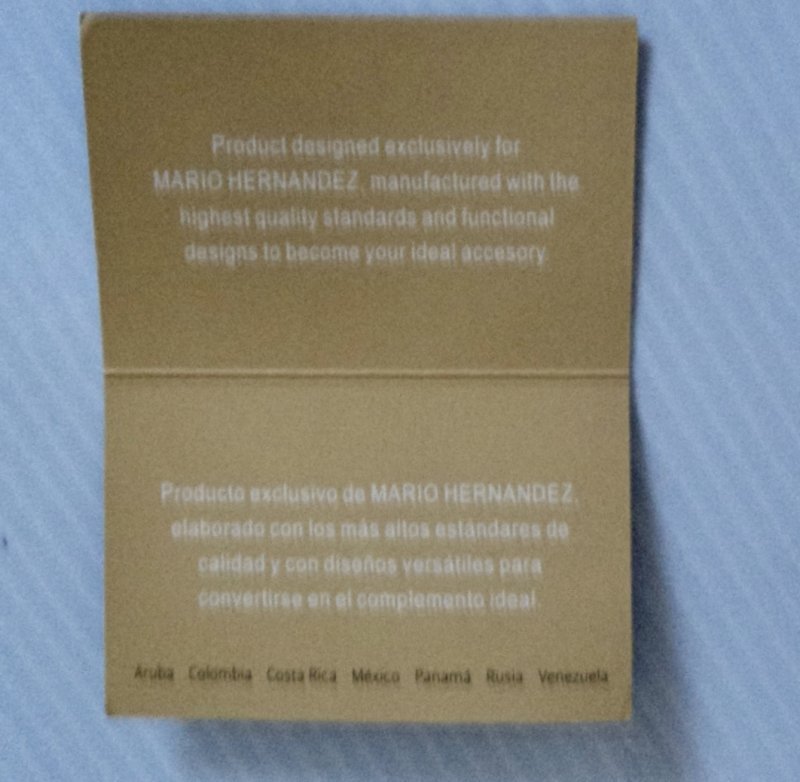 Product designed exclusively for
MARIO HERNANDEZ, manufactured with the
highest quality standards and functional
designs to become your ideal accesory.
Producto exclusivo de MARIO HERNANDEZ,
elaborado con los más altos estándares de
calidad y con diseños versátiles para
convertirse en el complemento ideal.
Aruba Colombia Costa Rica México Panamá Rusia Venezuela